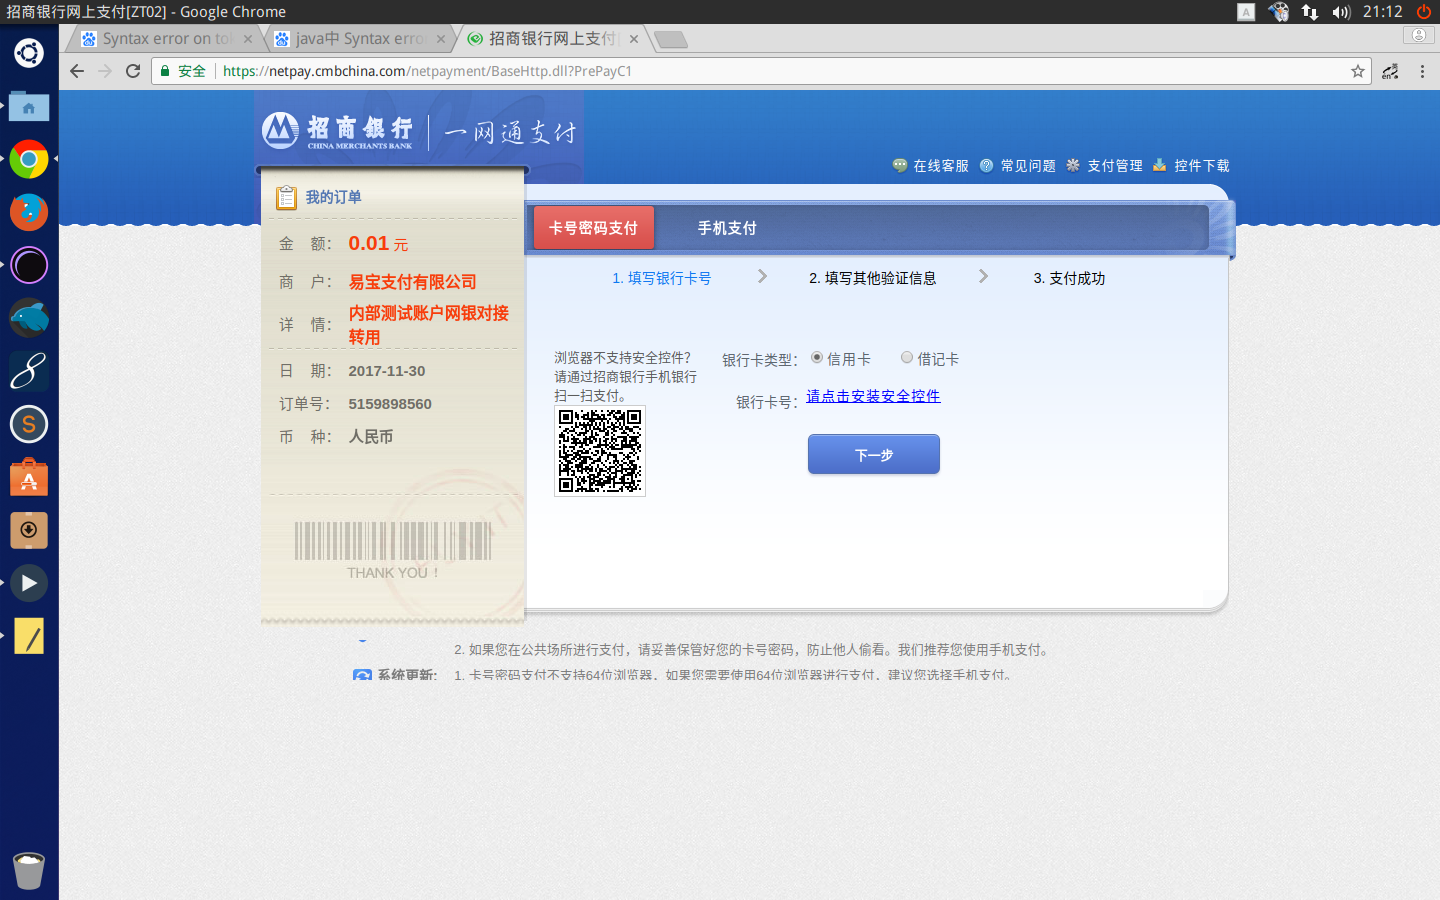 招商银行网上支付[ZT02] - Google Chrome
A
21:12
Syntax error on
java中 Syntax erro
招商银行网上支付
安全
https://netpay.cmbchina.com/netpayment/BaseHttp.dll?PrePayC1
en 英
招商銀行
CHINA MERCHANTS BANK
一网通支付
在线客服
常见问题
支付管理
控件下载
我的订单
金 额： 0.01 元
商 户： 易宝支付有限公司
详 情： 内部测试账户网银对接
转用
日 期： 2017-11-30
订单号： 5159898560
币 种： 人民币
THANK YOU !
卡号密码支付
手机支付
1. 填写银行卡号
2. 填写其他验证信息
3. 支付成功
浏览器不支持安全控件?
请通过招商银行手机银行
扫一扫支付。
银行卡类型： 信用卡 借记卡
银行卡号： 请点击安装安全控件
下一步
2. 如果您在公共场所进行支付，请妥善保管好您的卡号密码，防止他人偷看。我们推荐您使用手机支付。
系统更新:
1. 卡号密码支付不支持64位浏览器，如果您需要使用64位浏览器进行支付，建议您选择手机支付。